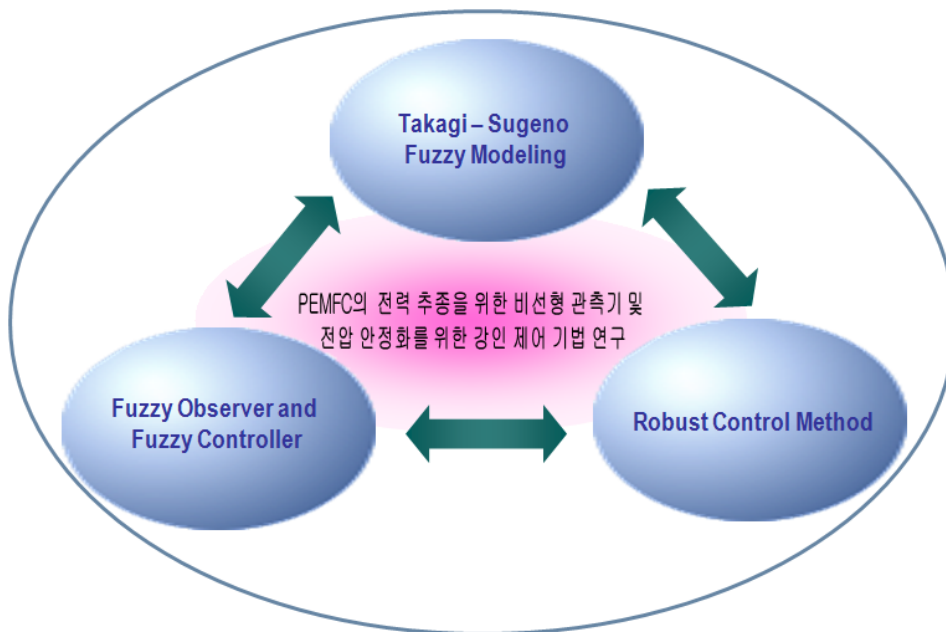 Takagi – Sugeno
Fuzzy Modeling
PEMFC의 전력 추종을 위한 비선형 관측기 및
전압 안정화를 위한 강인 제어 기법 연구
Fuzzy Observer and
Fuzzy Controller
Robust Control Method